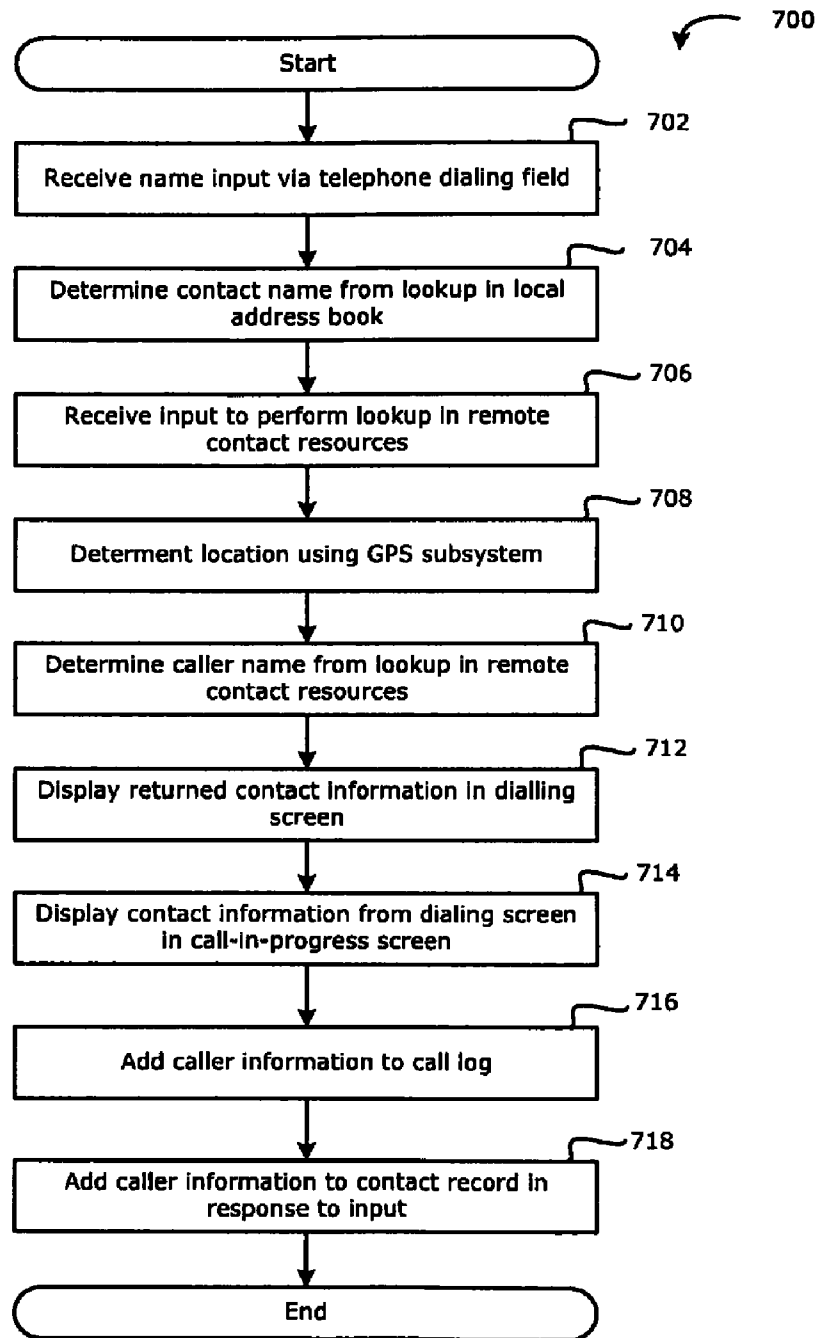 700
Start
702
Receive name input via telephone dialing field
704
Determine contact name from lookup in local
address book
706
Receive input to perform lookup in remote
contact resources
708
Determent location using GPS subsystem
710
Determine caller name from lookup in remote
contact resources
712
Display returned contact information in dialling
screen
714
Display contact information from dialing screen
in call-in-progress screen
716
Add caller information to call log
718
Add caller information to contact record in
response to input
End